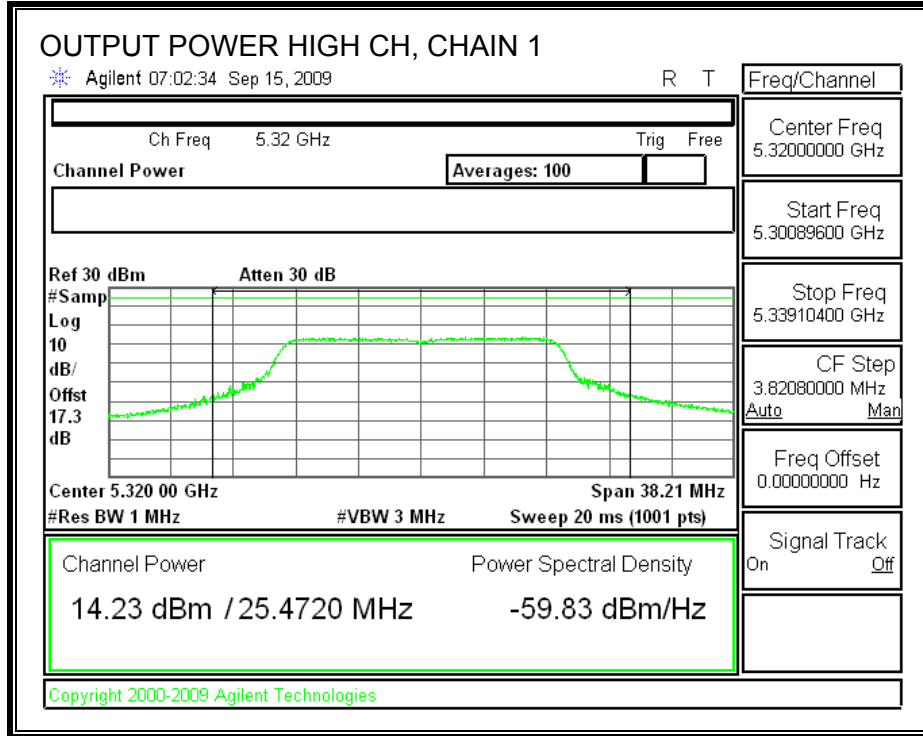 OUTPUT POWER HIGH CH, CHAIN 1
Agilent 07:02:34 Sep 15, 2009 R T
Freq/Channel
Ch Freq 5.32 GHz Trig Free
Channel Power Averages: 100
Center Freq
5.32000000 GHz
Start Freq
5.30089600 GHz
Stop Freq
5.33910400 GHz
CF Step
3.82080000 MHz
Auto Man
Freq Offset
0.00000000 Hz
Signal Track
On Off
Ref 30 dBm Atten 30 dB
#Samp
Log
10
dB/
Offst
17.3
dB
Center 5.320 00 GHz Span 38.21 MHz
#Res BW 1 MHz #VBW 3 MHz Sweep 20 ms (1001 pts)
Channel Power Power Spectral Density
14.23 dBm / 25.4720 MHz -59.83 dBm/Hz
Copyright 2000-2009 Agilent Technologies